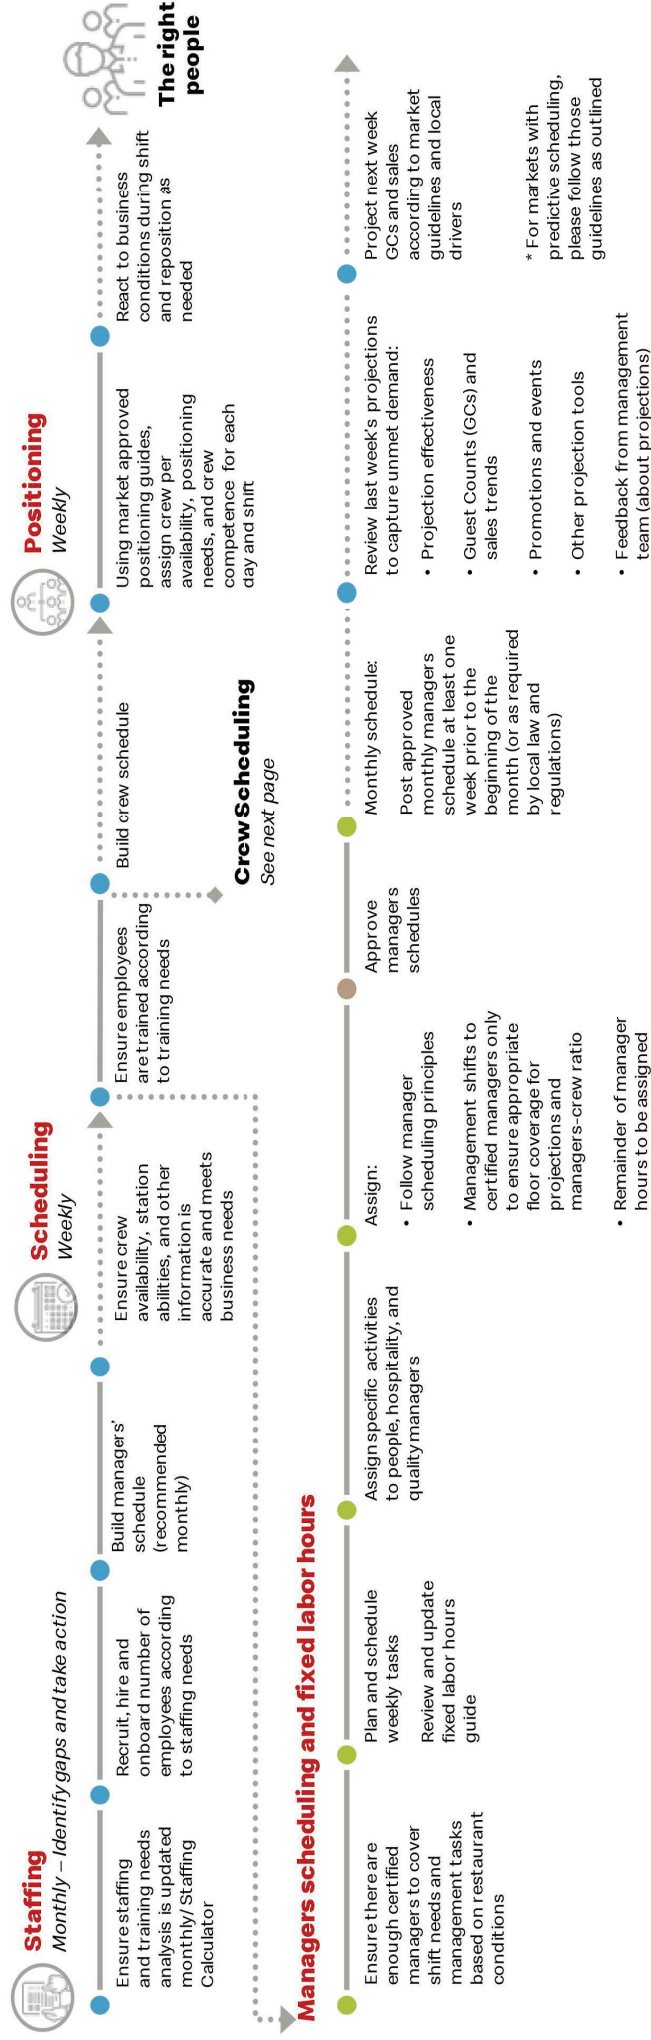 Staffing
Monthly – Identify gaps and take action
Ensure staffing
and training needs
analysis is updated
monthly/ Staffing
Calculator
Recruit, hire and
onboard number of
employees according
to staffing needs
Build managers'
schedule
(recommended
monthly)
Scheduling
Weekly
Ensure crew
availability, station
abilities, and other
information is
accurate and meets
business needs
Ensure employees
are trained according
to training needs
Build crew schedule
Crew Scheduling
See next page
Positioning
Weekly
Using market approved
positioning guides,
assign crew per
availability, positioning
needs, and crew
competence for each
day and shift
React to business
conditions during shift
and reposition as
needed
The right
people
Managers scheduling and fixed labor hours
Ensure there are
enough certified
managers to cover
shift needs and
management tasks
based on restaurant
conditions
Plan and schedule
weekly tasks
Review and update
fixed labor hours
guide
Assign specific activities
to people, hospitality, and
quality managers
Assign:
• Follow manager
scheduling principles
• Management shifts to
certified managers only
to ensure appropriate
floor coverage for
projections and
managers-crew ratio
• Remainder of manager
hours to be assigned
Approve
managers
schedules
Monthly schedule:
Post approved
monthly managers
schedule at least one
week prior to the
beginning of the
month (or as required
by local law and
regulations)
Review last week's projections
to capture unmet demand:
• Projection effectiveness
• Guest Counts (GCs) and
sales trends
• Promotions and events
• Other projection tools
• Feedback from management
team (about projections)
Project next week
GCs and sales
according to market
guidelines and local
drivers
* For markets with
predictive scheduling,
please follow those
guidelines as outlined